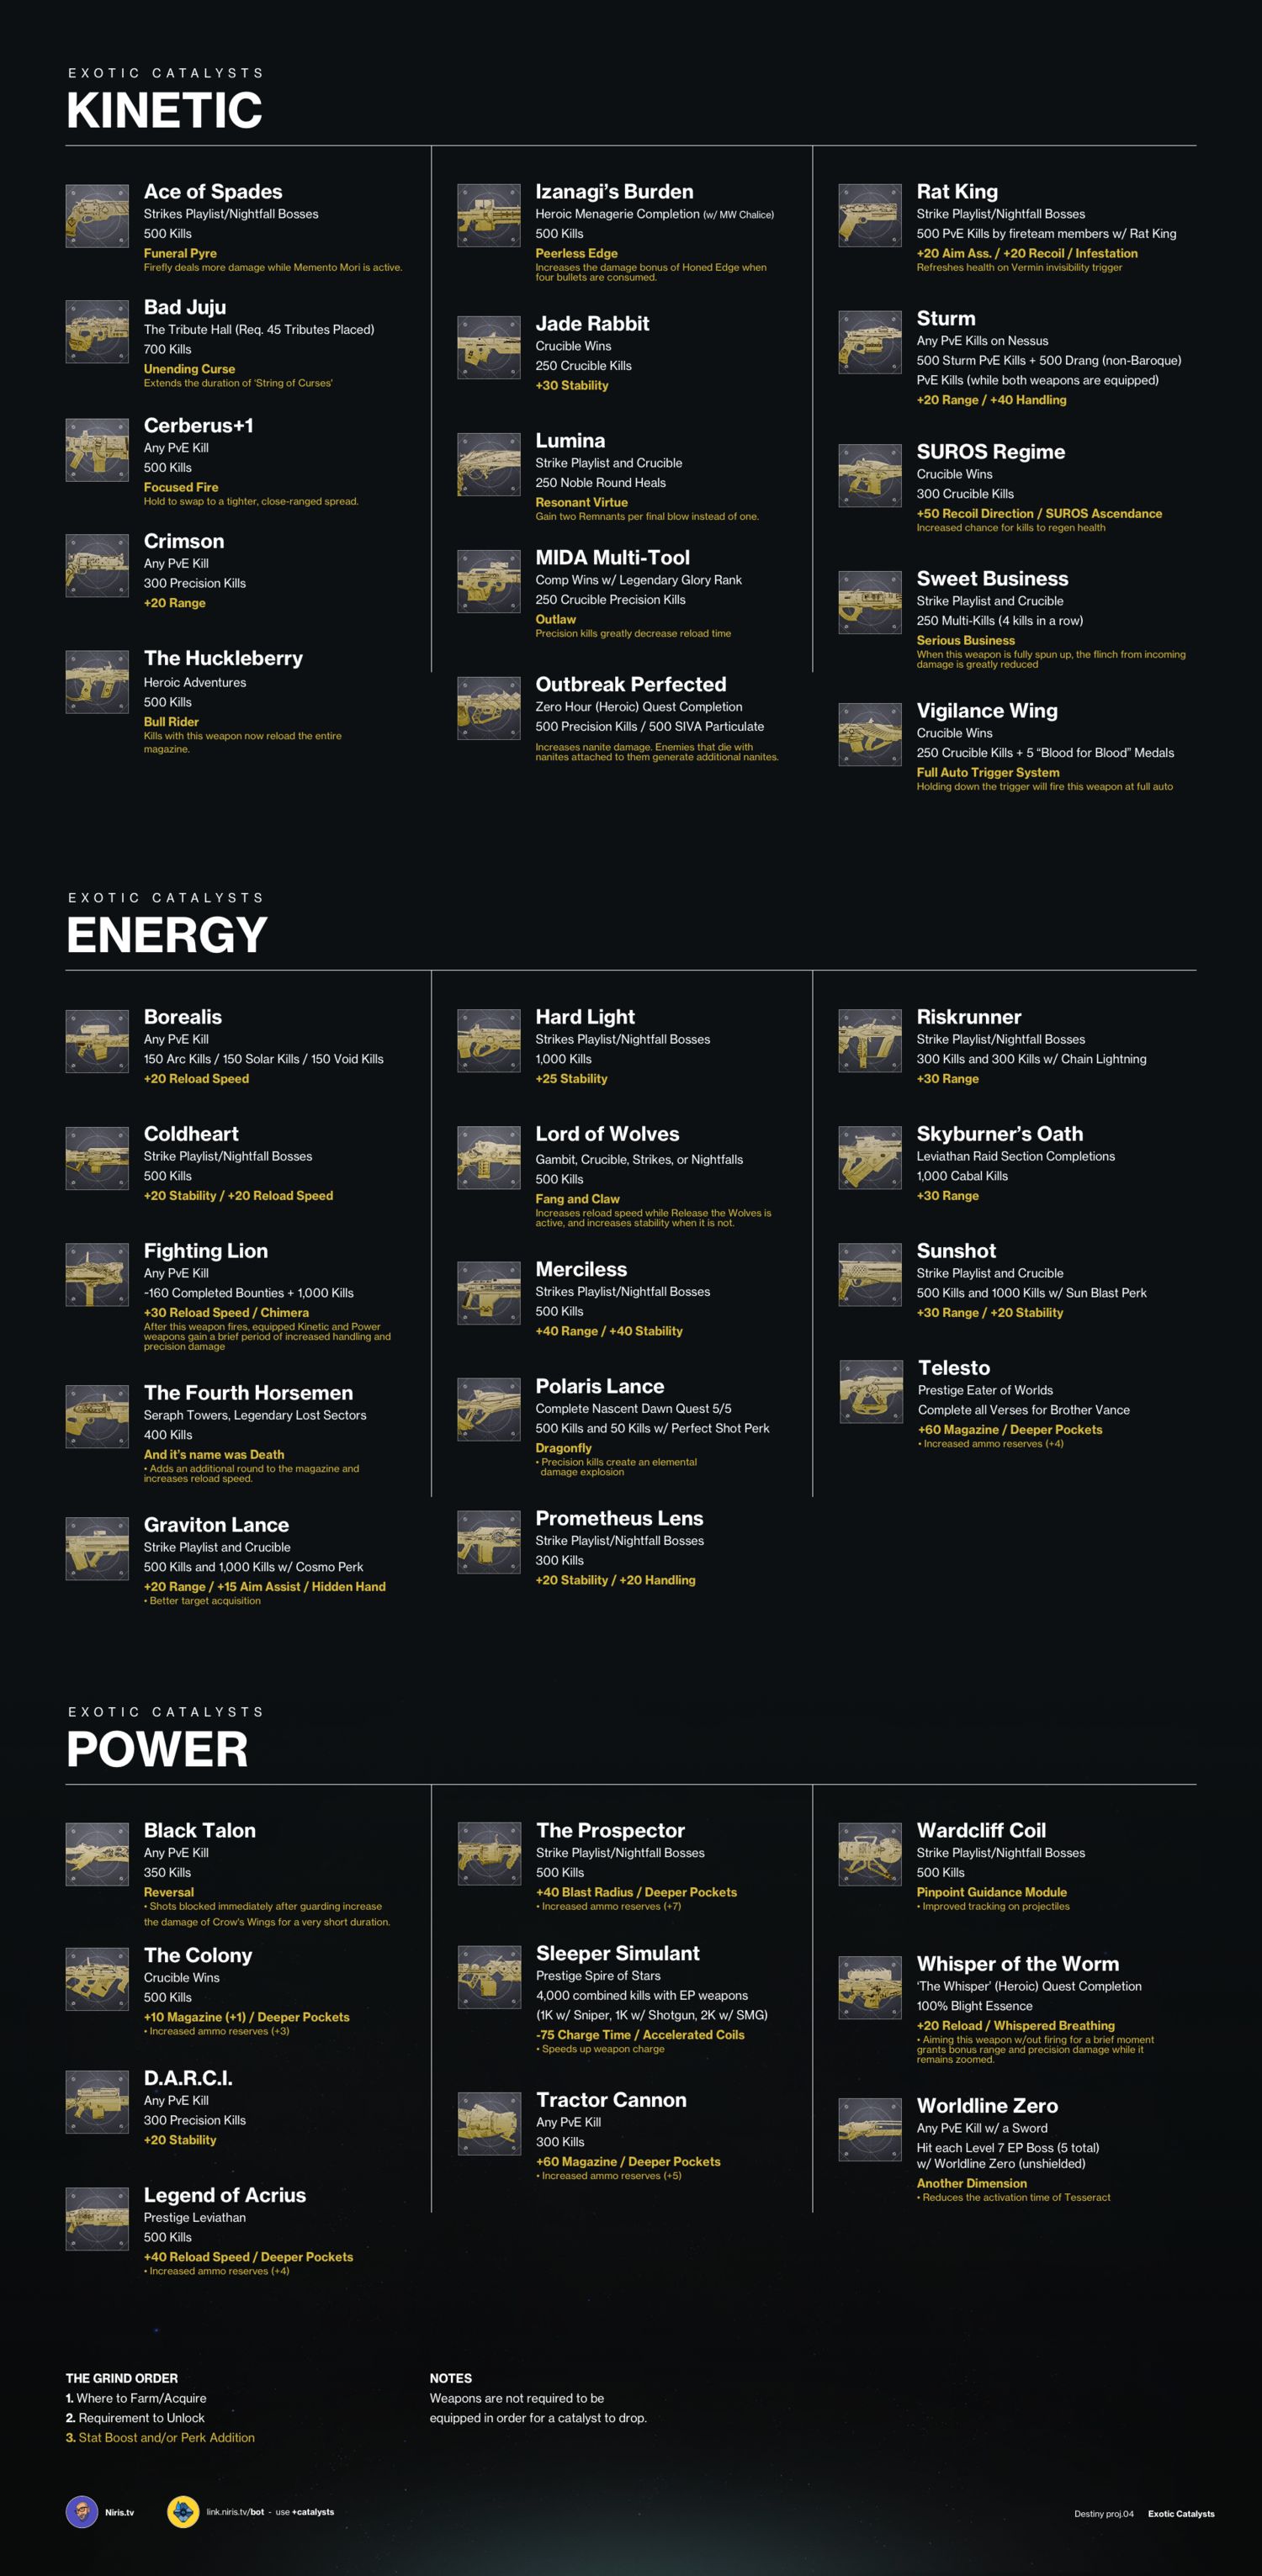 EXOTIC CATALYSTS
KINETIC
Ace of Spades
Strikes Playlist/Nightfall Bosses
500 Kills
Funeral Pyre
Firefly deals more damage while Memento Mori is active.
Bad Juju
The Tribute Hall (Req. 45 Tributes Placed)
700 Kills
Unending Curse
Extends the duration of 'String of Curses'
Cerberus+1
Any PvE Kill
500 Kills
Focused Fire
Hold to swap to a tighter, close-ranged spread.
Crimson
Any PvE Kill
300 Precision Kills
+20 Range
The Huckleberry
Heroic Adventures
500 Kills
Bull Rider
Kills with this weapon now reload the entire
magazine.
Izanagi's Burden
Heroic Menagerie Completion (w/ MW Chalice)
500 Kills
Peerless Edge
Increases the damage bonus of Honed Edge when
four bullets are consumed.
Jade Rabbit
Crucible Wins
250 Crucible Kills
+30 Stability
Lumina
Strike Playlist and Crucible
250 Noble Round Heals
Resonant Virtue
Gain two Remnants per final blow instead of one.
MIDA Multi-Tool
Comp Wins w/ Legendary Glory Rank
250 Crucible Precision Kills
Outlaw
Precision kills greatly decrease reload time
Outbreak Perfected
Zero Hour (Heroic) Quest Completion
500 Precision Kills / 500 SIVA Particulate
Increases nanite damage. Enemies that die with
nanites attached to them generate additional nanites.
Rat King
Strike Playlist/Nightfall Bosses
500 PvE Kills by fireteam members w/ Rat King
+20 Aim Ass. / +20 Recoil / Infestation
Refreshes health on Vermin invisibility trigger
Sturm
Any PvE Kills on Nessus
500 Sturm PvE Kills + 500 Drang (non-Baroque)
PvE Kills (while both weapons are equipped)
+20 Range / +40 Handling
SUROS Regime
Crucible Wins
300 Crucible Kills
+50 Recoil Direction / SUROS Ascendance
Increased chance for kills to regen health
Sweet Business
Strike Playlist and Crucible
250 Multi-Kills (4 kills in a row)
Serious Business
When this weapon is fully spun up, the flinch from incoming
damage is greatly reduced
Vigilance Wing
Crucible Wins
250 Crucible Kills + 5 "Blood for Blood" Medals
Full Auto Trigger System
Holding down the trigger will fire this weapon at full auto
EXOTIC CATALYSTS
ENERGY
Borealis
Any PvE Kill
150 Arc Kills / 150 Solar Kills / 150 Void Kills
+20 Reload Speed
Coldheart
Strike Playlist/Nightfall Bosses
500 Kills
+20 Stability / +20 Reload Speed
Fighting Lion
Any PvE Kill
~160 Completed Bounties + 1,000 Kills
+30 Reload Speed / Chimera
After this weapon fires, equipped Kinetic and Power
weapons gain a brief period of increased handling and
precision damage
The Fourth Horsemen
Seraph Towers, Legendary Lost Sectors
400 Kills
And it's name was Death
• Adds an additional round to the magazine and
increases reload speed.
Graviton Lance
Strike Playlist and Crucible
500 Kills and 1,000 Kills w/ Cosmo Perk
+20 Range / +15 Aim Assist / Hidden Hand
• Better target acquisition
Hard Light
Strikes Playlist/Nightfall Bosses
1,000 Kills
+25 Stability
Lord of Wolves
Gambit, Crucible, Strikes, or Nightfalls
500 Kills
Fang and Claw
Increases reload speed while Release the Wolves is
active, and increases stability when it is not.
Merciless
Strikes Playlist/Nightfall Bosses
500 Kills
+40 Range / +40 Stability
Polaris Lance
Complete Nascent Dawn Quest 5/5
500 Kills and 50 Kills w/ Perfect Shot Perk
Dragonfly
• Precision kills create an elemental
damage explosion
Prometheus Lens
Strike Playlist/Nightfall Bosses
300 Kills
+20 Stability / +20 Handling
Riskrunner
Strike Playlist/Nightfall Bosses
300 Kills and 300 Kills w/ Chain Lightning
+30 Range
Skyburner's Oath
Leviathan Raid Section Completions
1,000 Cabal Kills
+30 Range
Sunshot
Strike Playlist and Crucible
500 Kills and 1000 Kills w/ Sun Blast Perk
+30 Range / +20 Stability
Telesto
Prestige Eater of Worlds
Complete all Verses for Brother Vance
+60 Magazine / Deeper Pockets
• Increased ammo reserves (+4)
EXOTIC CATALYSTS
POWER
Black Talon
Any PvE Kill
350 Kills
Reversal
• Shots blocked immediately after guarding increase
the damage of Crow's Wings for a very short duration.
The Colony
Crucible Wins
500 Kills
+10 Magazine (+1) / Deeper Pockets
• Increased ammo reserves (+3)
D.A.R.C.I.
Any PvE Kill
300 Precision Kills
+20 Stability
Legend of Acrius
Prestige Leviathan
500 Kills
+40 Reload Speed / Deeper Pockets
• Increased ammo reserves (+4)
The Prospector
Strike Playlist/Nightfall Bosses
500 Kills
+40 Blast Radius / Deeper Pockets
• Increased ammo reserves (+7)
Sleeper Simulant
Prestige Spire of Stars
4,000 combined kills with EP weapons
(1K w/ Sniper, 1K w/ Shotgun, 2K w/ SMG)
-75 Charge Time / Accelerated Coils
• Speeds up weapon charge
Tractor Cannon
Any PvE Kill
300 Kills
+60 Magazine / Deeper Pockets
• Increased ammo reserves (+5)
Wardcliff Coil
Strike Playlist/Nightfall Bosses
500 Kills
Pinpoint Guidance Module
• Improved tracking on projectiles
Whisper of the Worm
'The Whisper' (Heroic) Quest Completion
100% Blight Essence
+20 Reload / Whispered Breathing
• Aiming this weapon w/out firing for a brief moment
grants bonus range and precision damage while it
remains zoomed.
Worldline Zero
Any PvE Kill w/ a Sword
Hit each Level 7 EP Boss (5 total)
w/ Worldline Zero (unshielded)
Another Dimension
• Reduces the activation time of Tesseract
THE GRIND ORDER
1. Where to Farm/Acquire
2. Requirement to Unlock
3. Stat Boost and/or Perk Addition
NOTES
Weapons are not required to be
equipped in order for a catalyst to drop.
Niris.tv
link.niris.tv/bot - use +catalysts
Destiny proj.04 Exotic Catalysts